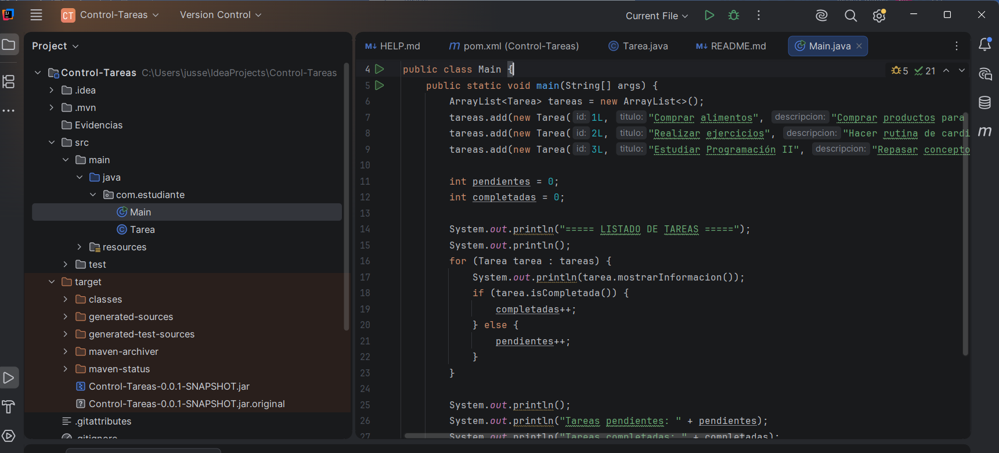 CT Control-Tareas Version Control Current File
Project
HELP.md pom.xml (Control-Tareas) Tarea.java README.md Main.java
Control-Tareas C:\Users\jusse\IdeaProjects\Control-Tareas
.idea
.mvn
Evidencias
src
main
java
com.estudiante
Main
Tarea
resources
test
target
classes
generated-sources
generated-test-sources
maven-archiver
maven-status
Control-Tareas-0.0.1-SNAPSHOT.jar
Control-Tareas-0.0.1-SNAPSHOT.jar.original
.gitattributes
.gitignore
5 21
4 public class Main {
5 public static void main(String[] args) {
6 ArrayList<Tarea> tareas = new ArrayList<>();
7 tareas.add(new Tarea( id: 1L, titulo: "Comprar alimentos", descripcion: "Comprar productos para
8 tareas.add(new Tarea( id: 2L, titulo: "Realizar ejercicios", descripcion: "Hacer rutina de cardi
9 tareas.add(new Tarea( id: 3L, titulo: "Estudiar Programación II", descripcion: "Repasar concepto
10
11 int pendientes = 0;
12 int completadas = 0;
13
14 System.out.println("===== LISTADO DE TAREAS =====");
15 System.out.println();
16 for (Tarea tarea : tareas) {
17 System.out.println(tarea.mostrarInformacion());
18 if (tarea.isCompletada()) {
19 completadas++;
20 } else {
21 pendientes++;
22 }
23 }
24
25 System.out.println();
26 System.out.println("Tareas pendientes: " + pendientes);
27 System.out.println("Tareas completadas: " + completadas);